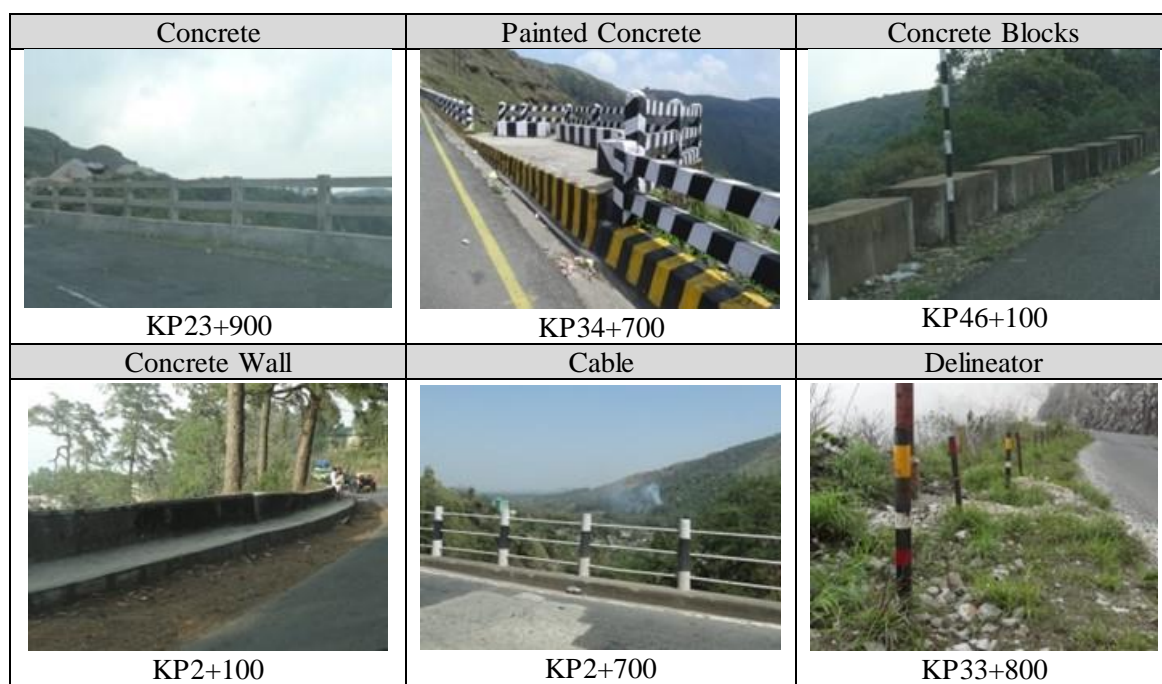 Concrete
Painted Concrete
Concrete Blocks
KP23+900
KP34+700
KP46+100
Concrete Wall
Cable
Delineator
KP2+100
KP2+700
KP33+800